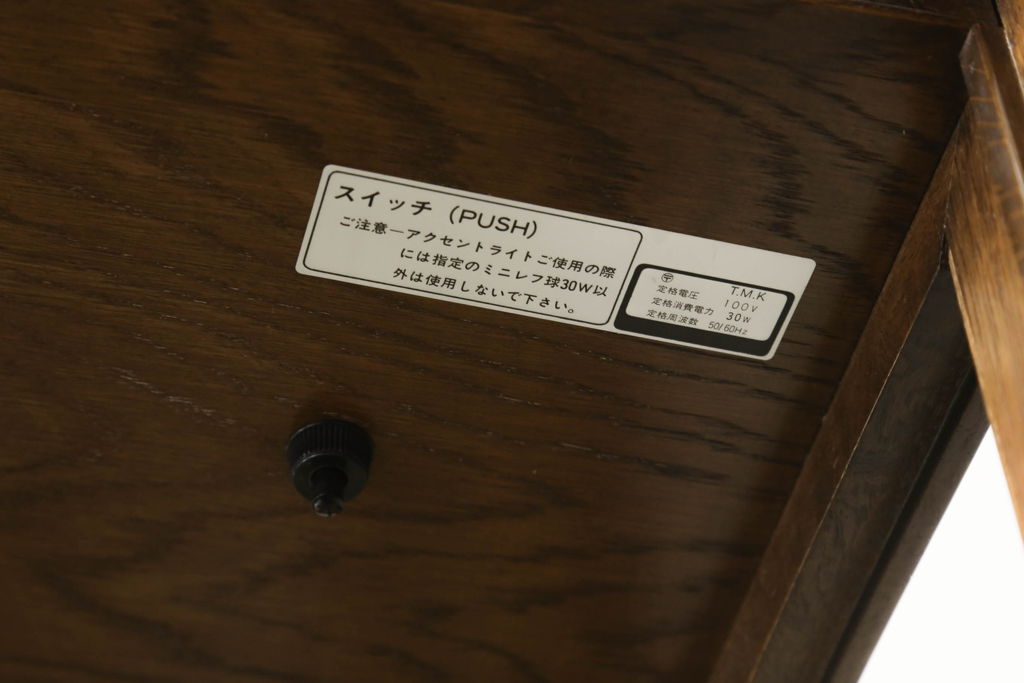 スイッチ (PUSH)
ご注意―アクセントライトご使用の際
には指定のミニレフ球30W以
外は使用しないで下さい。
〒 T.M.K
定格電圧 100V
定格消費電力 30W
定格周波数 50/60Hz